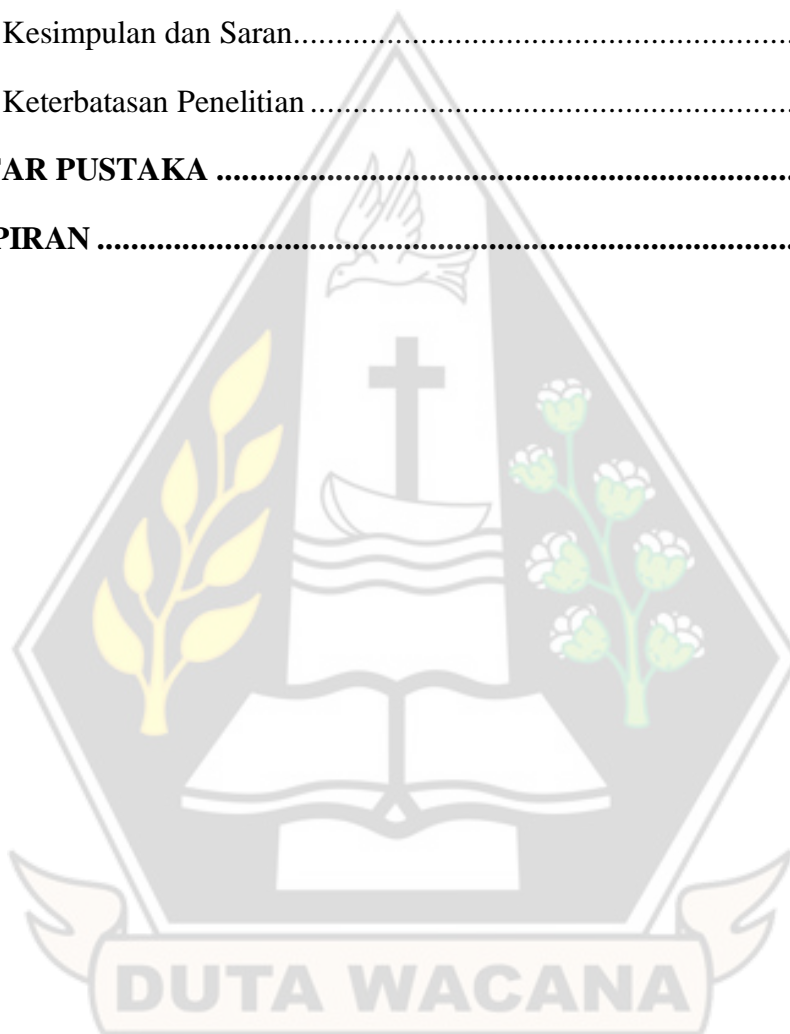 Kesimpulan dan Saran..........................................................
Keterbatasan Penelitian ........................................................
AR PUSTAKA ....................................................................
PIRAN ..................................................................................
DUTA WACANA